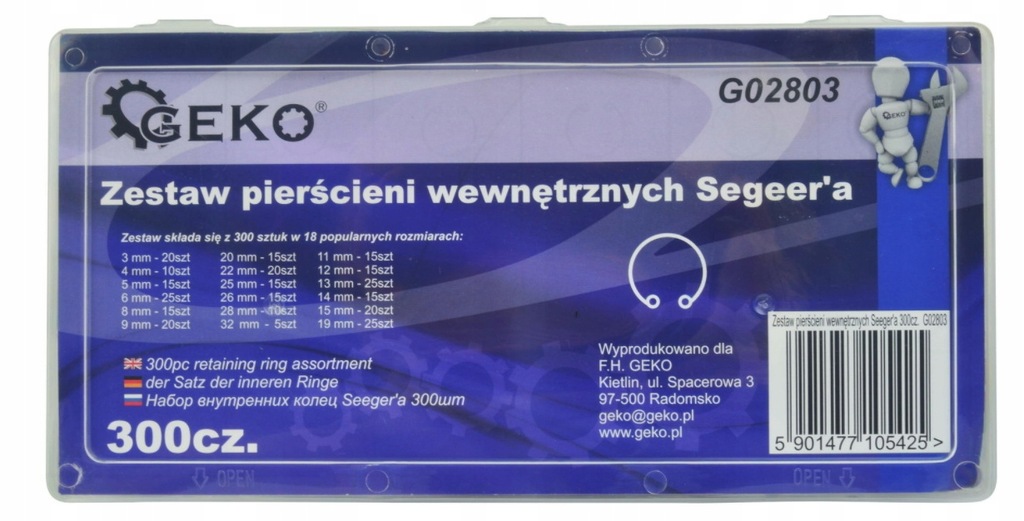 GEKO®
G02803
GEKO
Zestaw pierścieni wewnętrznych Segeer'a
Zestaw składa się z 300 sztuk w 18 popularnych rozmiarach:
3 mm - 20szt 20 mm - 15szt 11 mm - 15szt
4 mm - 10szt 22 mm - 20szt 12 mm - 15szt
5 mm - 15szt 25 mm - 15szt 13 mm - 25szt
6 mm - 25szt 26 mm - 15szt 14 mm - 15szt
8 mm - 15szt 28 mm - 10szt 15 mm - 20szt
9 mm - 20szt 32 mm - 5szt 19 mm - 25szt
300pc retaining ring assortment
der Satz der inneren Ringe
Набор внутренних колец Seeger'a 300шт
300cz.
Wyprodukowano dla
F.H. GEKO
Kietlin, ul. Spacerowa 3
97-500 Radomsko
geko@geko.pl
www.geko.pl
Zestaw pierścieni wewnętrznych Seeger'a 300cz. G02803
5 901477 105425 >
OPEN
OPEN